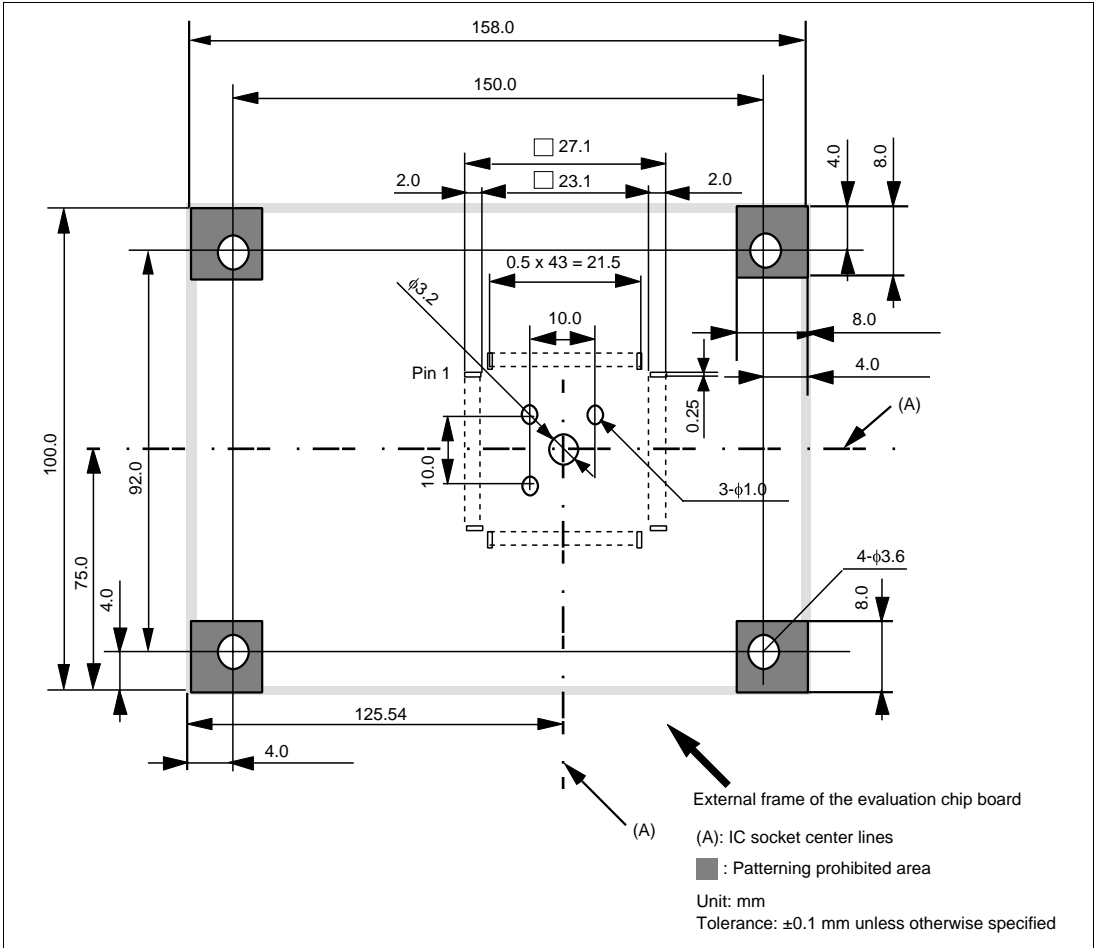 158.0
150.0
□ 27.1
2.0
□ 23.1
2.0
4.0
8.0
0.5 x 43 = 21.5
ϕ3.2
10.0
8.0
Pin 1
4.0
0.25
(A)
100.0
92.0
10.0
3-ϕ1.0
75.0
4.0
4-ϕ3.6
8.0
125.54
4.0
External frame of the evaluation chip board
(A)
(A): IC socket center lines
: Patterning prohibited area
Unit: mm
Tolerance: ±0.1 mm unless otherwise specified